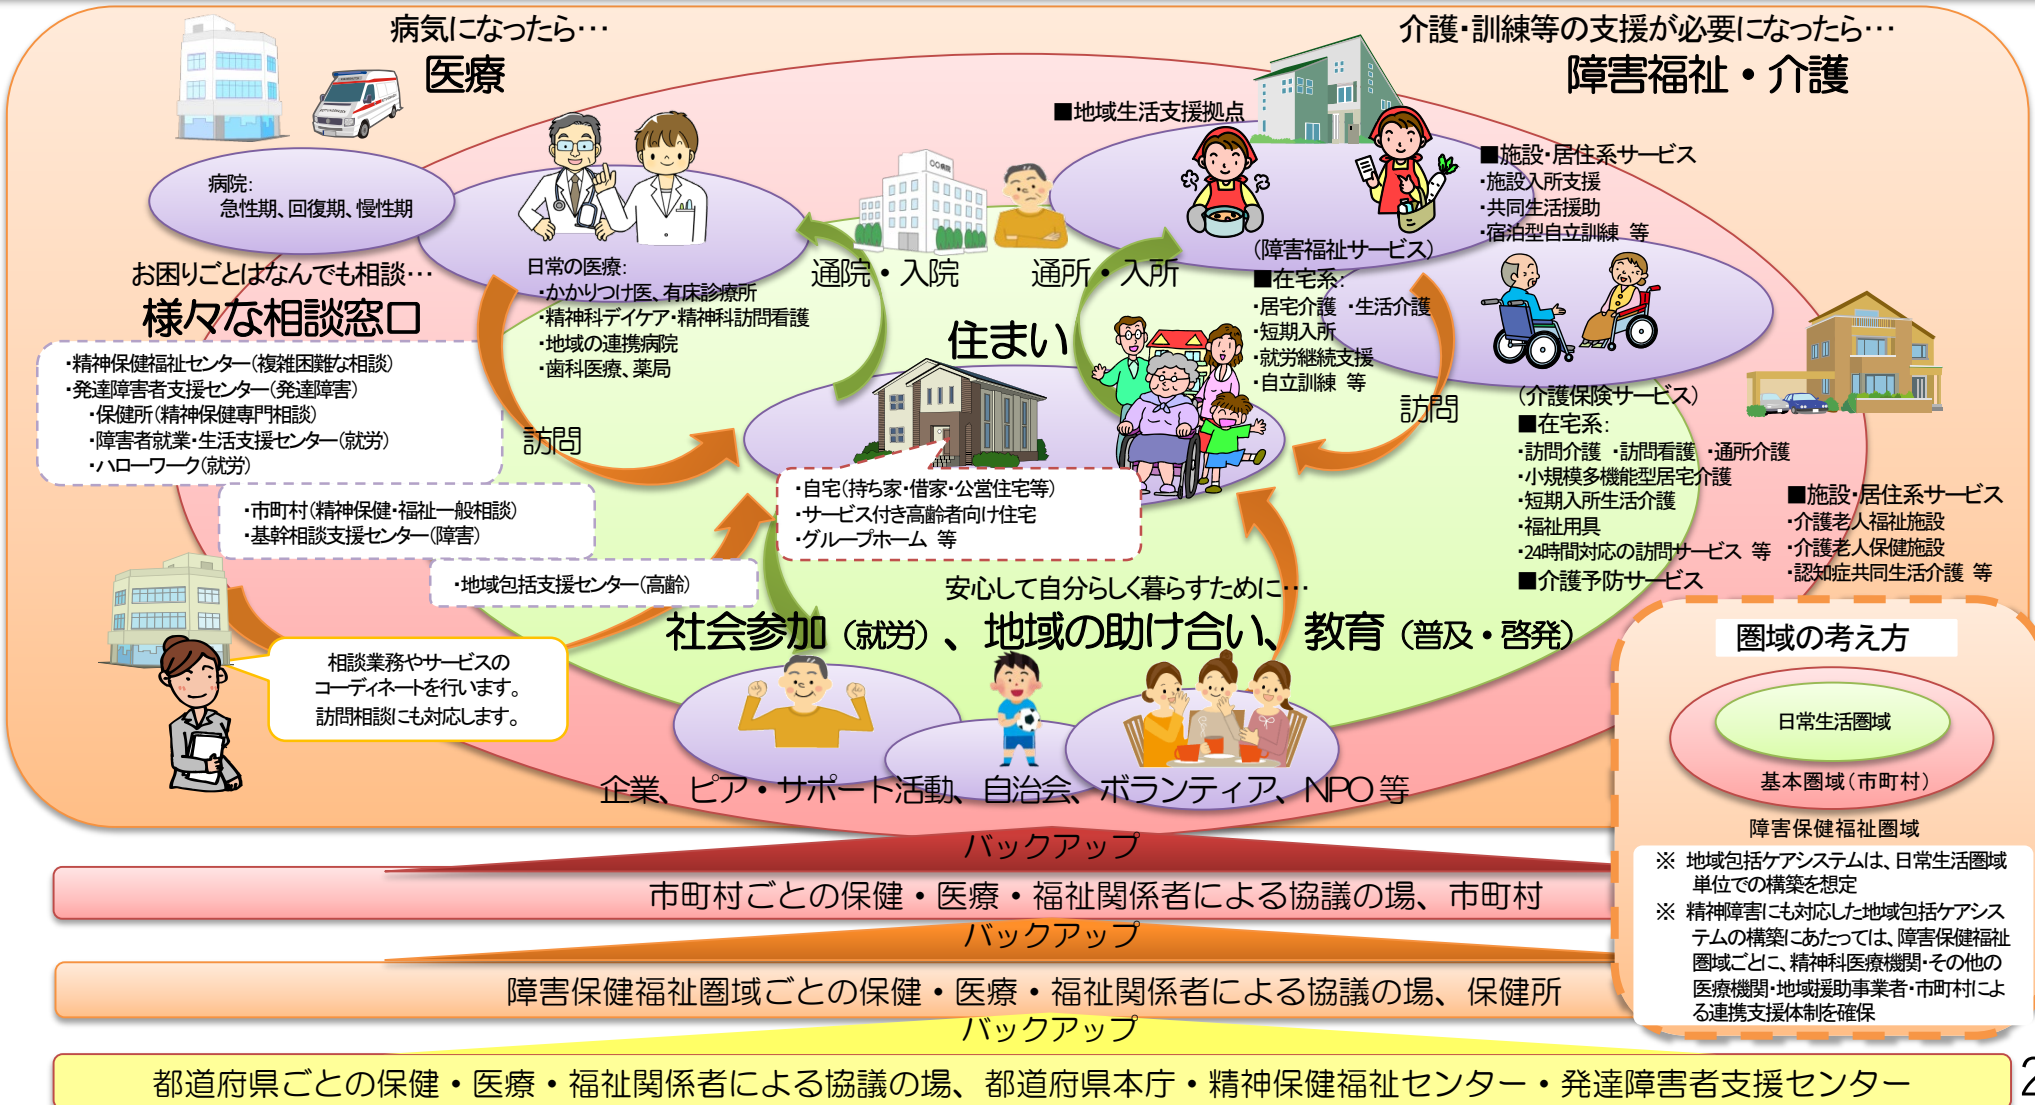 病気になったら…
医療
介護・訓練等の支援が必要になったら…
障害福祉・介護
病院:
急性期、回復期、慢性期
お困りごとはなんでも相談…
様々な相談窓口
・精神保健福祉センター(複雑困難な相談)
・発達障害者支援センター(発達障害)
・保健所(精神保健専門相談)
・障害者就業・生活支援センター(就労)
・ハローワーク(就労)
・市町村(精神保健・福祉一般相談)
・基幹相談支援センター(障害)
・地域包括支援センター(高齢)
相談業務やサービスの
コーディネートを行います。
訪問相談にも対応します。
日常の医療:
・かかりつけ医、有床診療所
・精神科デイケア・精神科訪問看護
・地域の連携病院
・歯科医療、薬局
訪問
○○病院
通院・入院
通所・入所
住まい
・自宅(持ち家・借家・公営住宅等)
・サービス付き高齢者向け住宅
・グループホーム 等
■地域生活支援拠点
■施設・居住系サービス
・施設入所支援
・共同生活援助
・宿泊型自立訓練 等
(障害福祉サービス)
■在宅系:
・居宅介護 ・生活介護
・短期入所
・就労継続支援
・自立訓練 等
訪問
(介護保険サービス)
■在宅系:
・訪問介護 ・訪問看護 ・通所介護
・小規模多機能型居宅介護
・短期入所生活介護
・福祉用具
・24時間対応の訪問サービス 等
■介護予防サービス
■施設・居住系サービス
・介護老人福祉施設
・介護老人保健施設
・認知症共同生活介護 等
安心して自分らしく暮らすために…
社会参加(就労)、地域の助け合い、教育(普及・啓発)
企業、ピア・サポート活動、自治会、ボランティア、NPO 等
圏域の考え方
日常生活圏域
基本圏域(市町村)
障害保健福祉圏域
※ 地域包括ケアシステムは、日常生活圏域
単位での構築を想定
※ 精神障害にも対応した地域包括ケアシス
テムの構築にあたっては、障害保健福祉
圏域ごとに、精神科医療機関・その他の
医療機関・地域援助事業者・市町村によ
る連携支援体制を確保
バックアップ
市町村ごとの保健・医療・福祉関係者による協議の場、市町村
バックアップ
障害保健福祉圏域ごとの保健・医療・福祉関係者による協議の場、保健所
バックアップ
都道府県ごとの保健・医療・福祉関係者による協議の場、都道府県本庁・精神保健福祉センター・発達障害者支援センター
2